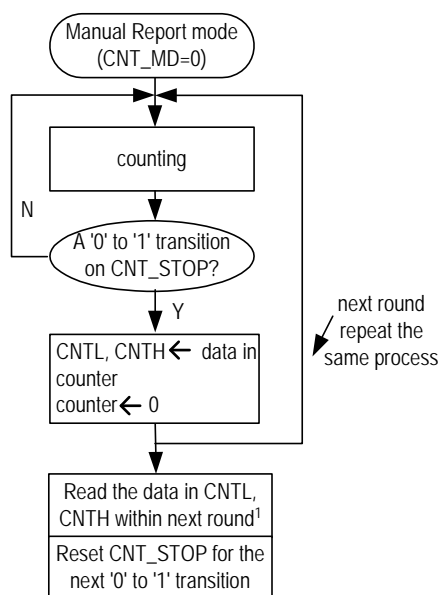 Manual Report mode
(CNT_MD=0)
counting
N
A '0' to '1' transition
on CNT_STOP?
Y
next round
repeat the
same process
CNTL, CNTH ← data in
counter
counter ← 0
Read the data in CNTL,
CNTH within next round¹
Reset CNT_STOP for the
next '0' to '1' transition